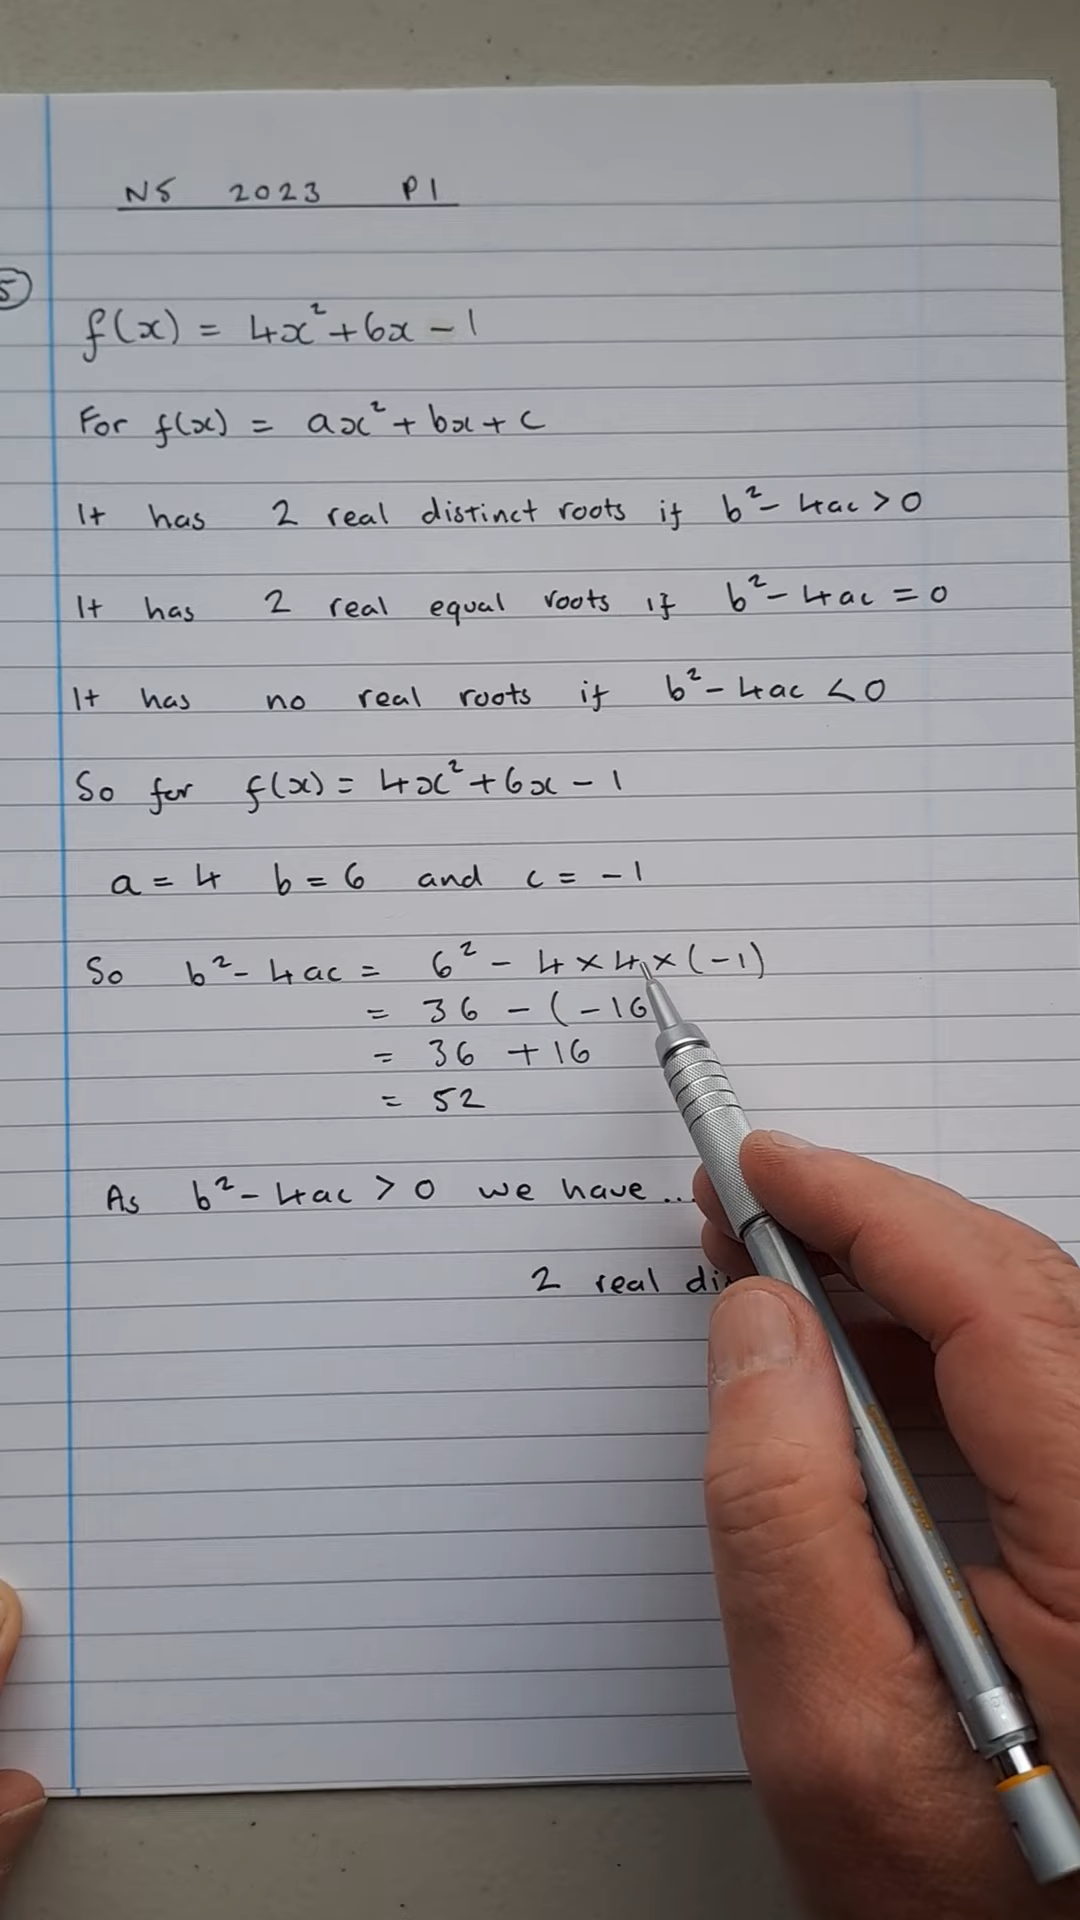 N5 2023 P1
5
f(x) = 4x² + 6x - 1
For f(x) = ax² + bx + c
It has 2 real distinct roots if b² - 4ac > 0
It has 2 real equal roots if b² - 4ac = 0
It has no real roots if b² - 4ac < 0
So for f(x) = 4x² + 6x - 1
a = 4 b = 6 and c = -1
So b² - 4ac = 6² - 4 × 4 × (-1)
= 36 - (-16
= 36 + 16
= 52
As b² - 4ac > 0 we have ...
2 real